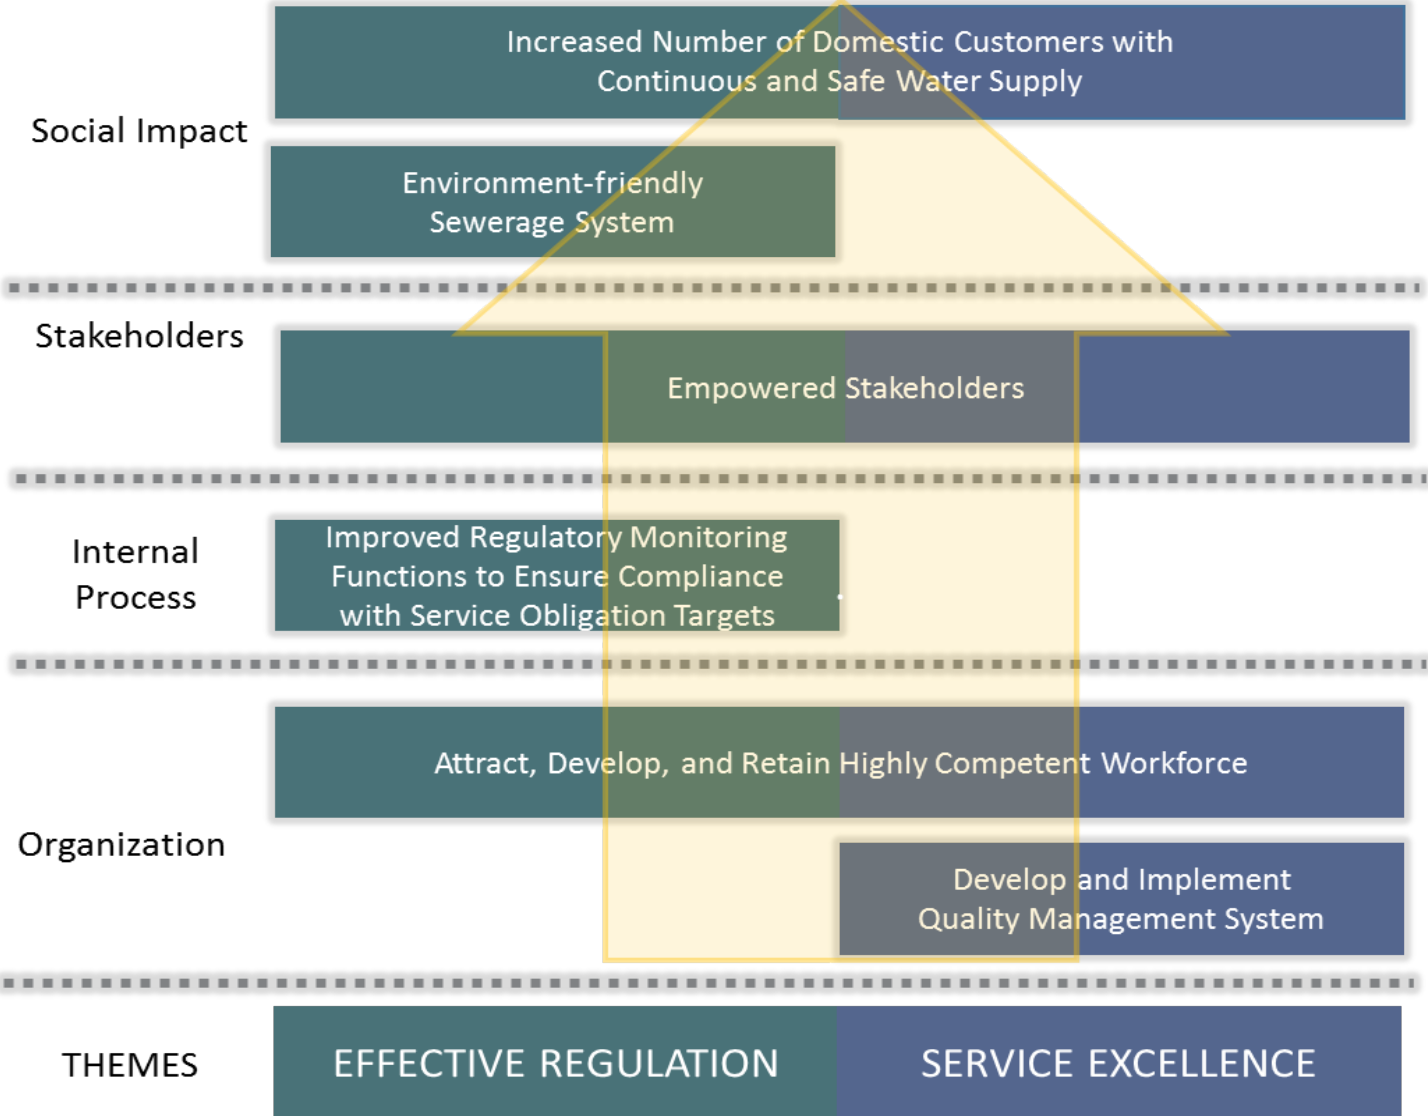 Increased Number of Domestic Customers with
Continuous and Safe Water Supply
Social Impact
Environment-friendly
Sewerage System
Stakeholders
Empowered Stakeholders
Internal
Process
Improved Regulatory Monitoring
Functions to Ensure Compliance
with Service Obligation Targets
Attract, Develop, and Retain Highly Competent Workforce
Organization
Develop and Implement
Quality Management System
THEMES
EFFECTIVE REGULATION
SERVICE EXCELLENCE